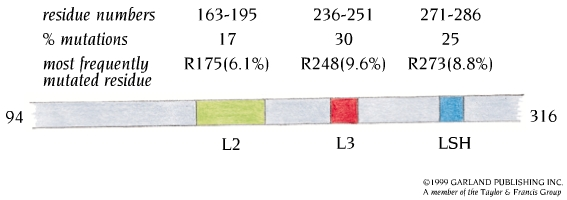 residue numbers 163-195 236-251 271-286
% mutations 17 30 25
most frequently R175(6.1%) R248(9.6%) R273(8.8%)
mutated residue
94 316
L2 L3 LSH
©1999 GARLAND PUBLISHING INC.
A member of the Taylor & Francis Group